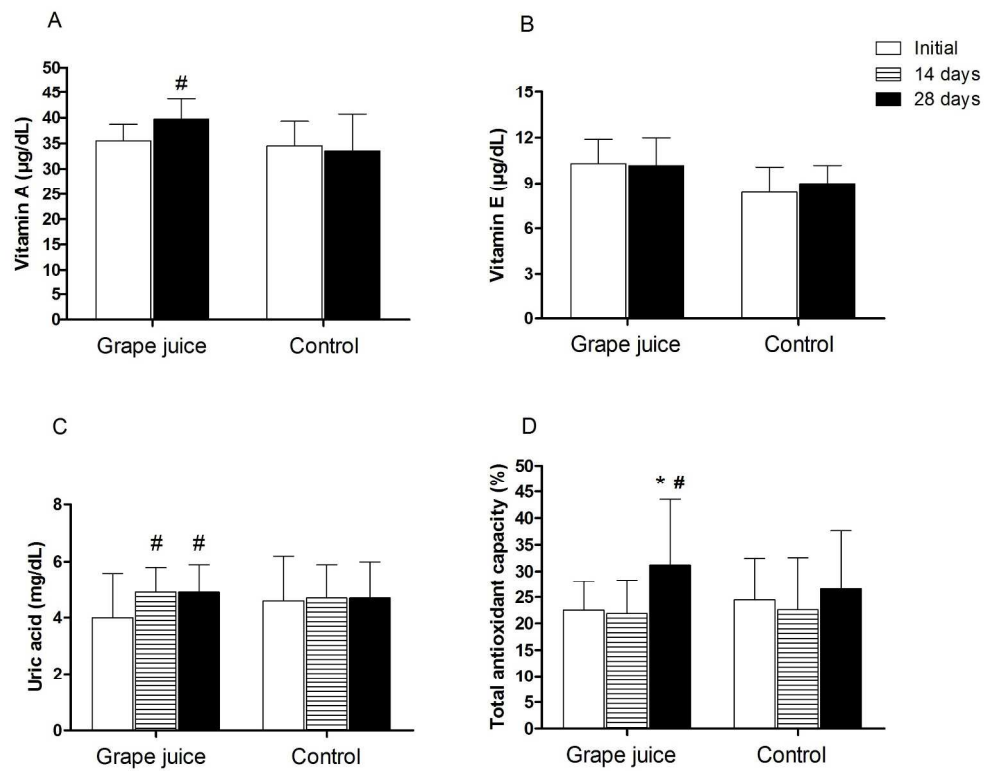 A
Vitamin A (µg/dL)
50
45
40
35
30
25
20
15
10
5
0
#
Grape juice Control
B
Vitamin E (µg/dL)
15
12
9
6
3
0
Grape juice Control
Initial
14 days
28 days
C
Uric acid (mg/dL)
8
6
4
2
0
# #
Grape juice Control
D
Total antioxidant capacity (%)
50
45
40
35
30
25
20
15
10
5
0
* #
Grape juice Control